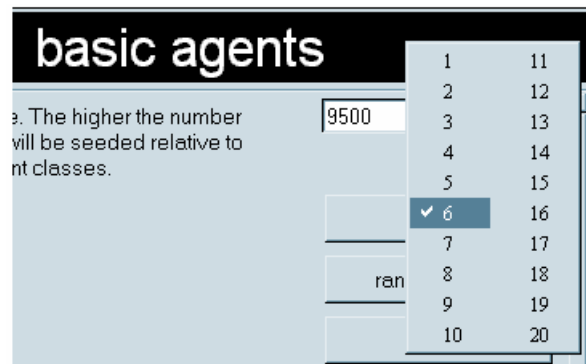 basic agents
e. The higher the number
will be seeded relative to
nt classes.
9500
ran
1 11
2 12
3 13
4 14
5 15
✓ 6 16
7 17
8 18
9 19
10 20